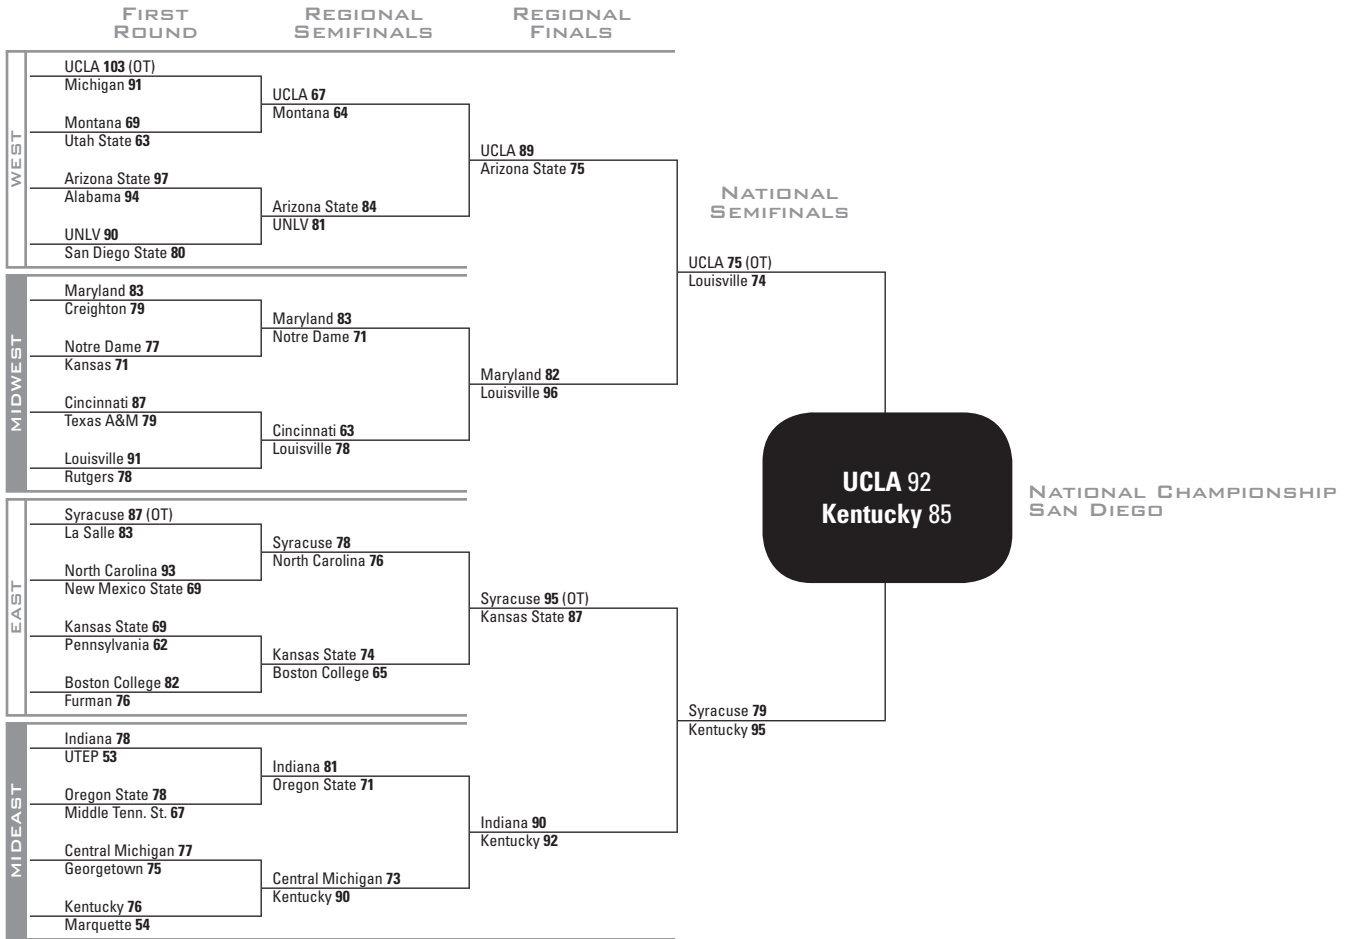 FIRST
ROUND
REGIONAL
SEMIFINALS
REGIONAL
FINALS
WEST
UCLA 103 (OT)
Michigan 91
Montana 69
Utah State 63
Arizona State 97
Alabama 94
UNLV 90
San Diego State 80
UCLA 67
Montana 64
Arizona State 84
UNLV 81
UCLA 89
Arizona State 75
MIDWEST
Maryland 83
Creighton 79
Notre Dame 77
Kansas 71
Cincinnati 87
Texas A&M 79
Louisville 91
Rutgers 78
Maryland 83
Notre Dame 71
Cincinnati 63
Louisville 78
Maryland 82
Louisville 96
EAST
Syracuse 87 (OT)
La Salle 83
North Carolina 93
New Mexico State 69
Kansas State 69
Pennsylvania 62
Boston College 82
Furman 76
Syracuse 78
North Carolina 76
Kansas State 74
Boston College 65
Syracuse 95 (OT)
Kansas State 87
MIDEAST
Indiana 78
UTEP 53
Oregon State 78
Middle Tenn. St. 67
Central Michigan 77
Georgetown 75
Kentucky 76
Marquette 54
Indiana 81
Oregon State 71
Central Michigan 73
Kentucky 90
Indiana 90
Kentucky 92
NATIONAL
SEMIFINALS
UCLA 75 (OT)
Louisville 74
Syracuse 79
Kentucky 95
UCLA 92
Kentucky 85
NATIONAL CHAMPIONSHIP
SAN DIEGO